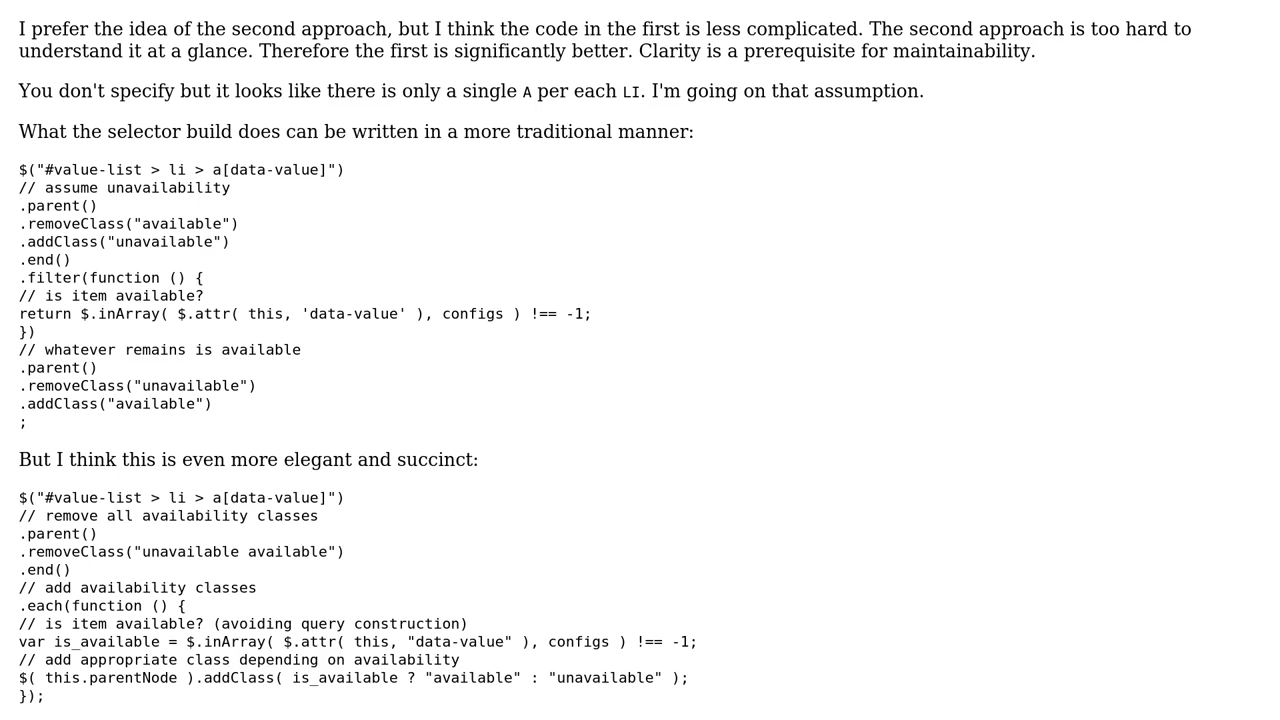 I prefer the idea of the second approach, but I think the code in the first is less complicated. The second approach is too hard to
understand it at a glance. Therefore the first is significantly better. Clarity is a prerequisite for maintainability.
You don't specify but it looks like there is only a single A per each LI. I'm going on that assumption.
What the selector build does can be written in a more traditional manner:
$("#value-list > li > a[data-value]")
// assume unavailability
.parent()
.removeClass("available")
.addClass("unavailable")
.end()
.filter(function () {
// is item available?
return $.inArray( $.attr( this, 'data-value' ), configs ) !== -1;
})
// whatever remains is available
.parent()
.removeClass("unavailable")
.addClass("available")
;
But I think this is even more elegant and succinct:
$("#value-list > li > a[data-value]")
// remove all availability classes
.parent()
.removeClass("unavailable available")
.end()
// add availability classes
.each(function () {
// is item available? (avoiding query construction)
var is_available = $.inArray( $.attr( this, "data-value" ), configs ) !== -1;
// add appropriate class depending on availability
$( this.parentNode ).addClass( is_available ? "available" : "unavailable" );
});